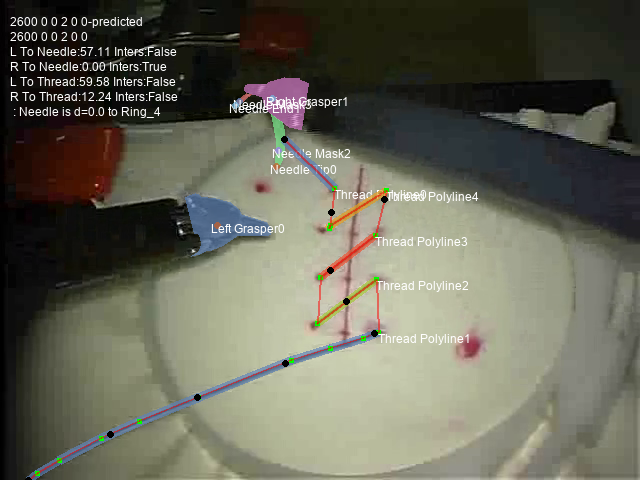 2600 0 0 2 0 0-predicted
2600 0 0 2 0 0
L To Needle:57.11 Inters:False
R To Needle:0.00 Inters:True
L To Thread:59.58 Inters:False
R To Thread:12.24 Inters:False
: Needle is d=0.0 to Ring_4
Right Grasper1
Needle Mask2
Thread Polyline4
Left Grasper0
Thread Polyline3
Thread Polyline2
Thread Polyline1